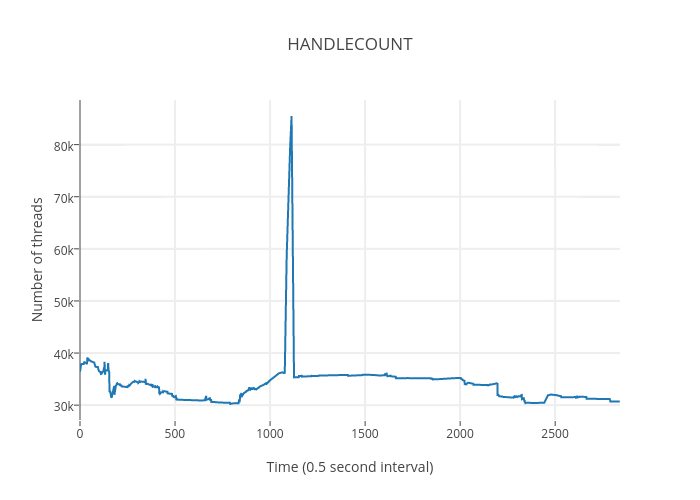 HANDLECOUNT
80k
70k
60k
50k
40k
30k
Number of threads
0 500 1000 1500 2000 2500
Time (0.5 second interval)